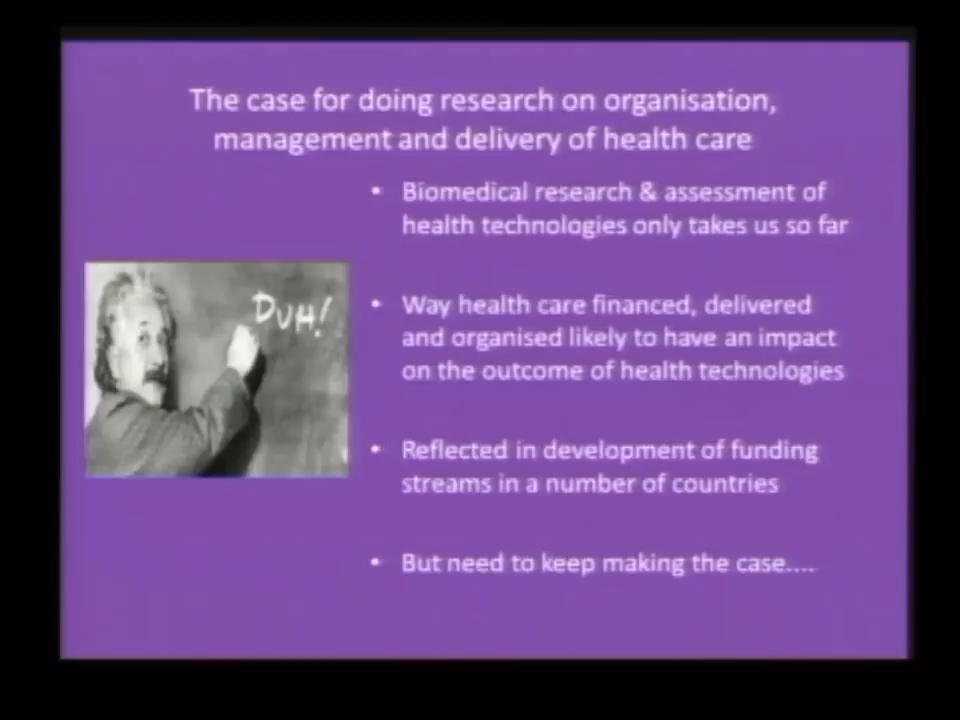 The case for doing research on organisation,
management and delivery of health care
• Biomedical research & assessment of
health technologies only takes us so far
DUH!
• Way health care financed, delivered
and organised likely to have an impact
on the outcome of health technologies
• Reflected in development of funding
streams in a number of countries
• But need to keep making the case....